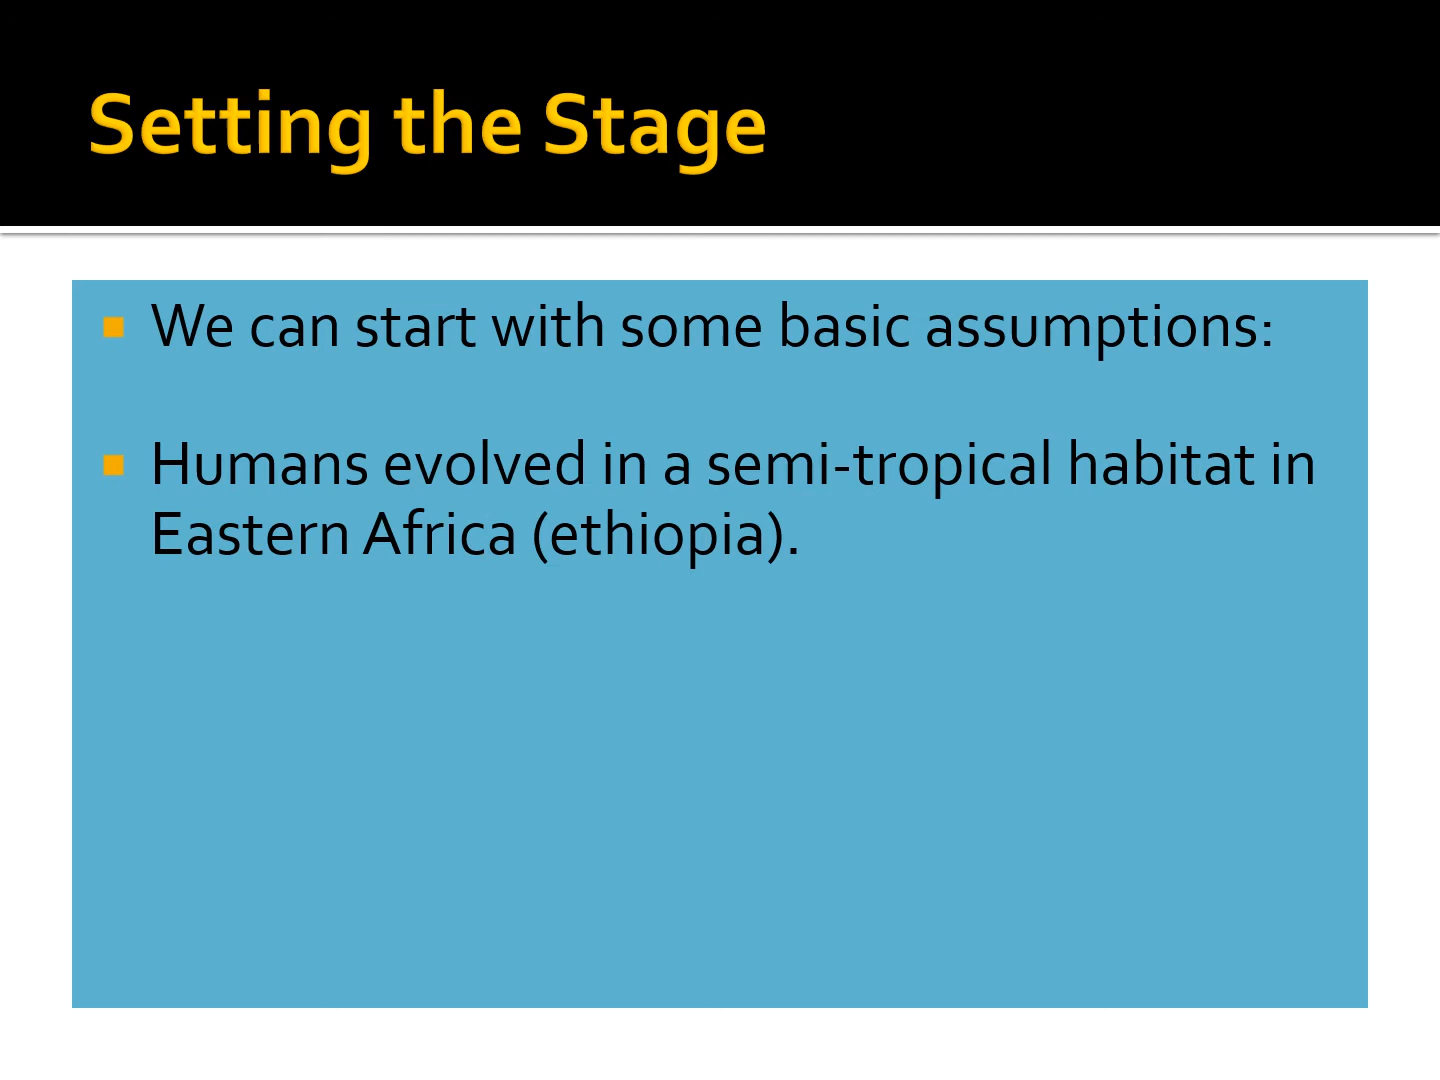 Setting the Stage
We can start with some basic assumptions:
Humans evolved in a semi-tropical habitat in
Eastern Africa (ethiopia).